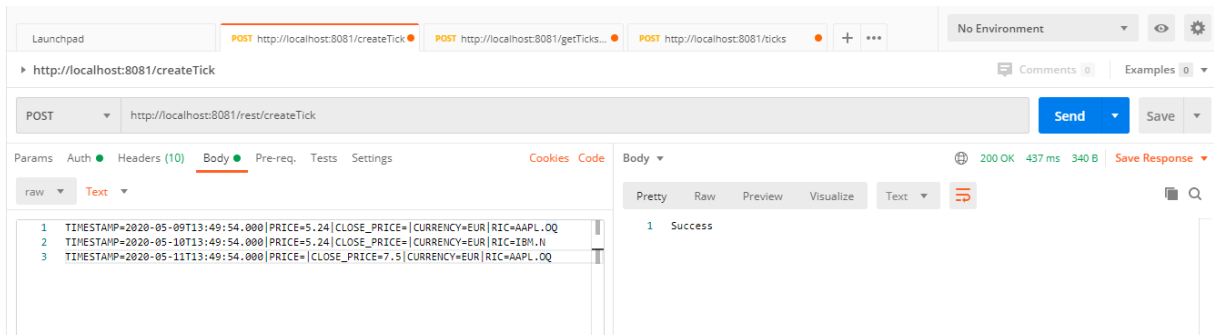 Launchpad
POST http://localhost:8081/createTick
POST http://localhost:8081/getTicks...
POST http://localhost:8081/ticks
+ •••
No Environment
http://localhost:8081/createTick
Comments 0
Examples 0
POST
http://localhost:8081/rest/createTick
Send
Save
Params Auth Headers (10) Body Pre-req. Tests Settings Cookies Code
raw Text
1 TIMESTAMP=2020-05-09T13:49:54.000|PRICE=5.24|CLOSE_PRICE=|CURRENCY=EUR|RIC=AAPL.OQ
2 TIMESTAMP=2020-05-10T13:49:54.000|PRICE=5.24|CLOSE_PRICE=|CURRENCY=EUR|RIC=IBM.N
3 TIMESTAMP=2020-05-11T13:49:54.000|PRICE=|CLOSE_PRICE=7.5|CURRENCY=EUR|RIC=AAPL.OQ
Body 200 OK 437 ms 340 B Save Response
Pretty Raw Preview Visualize Text
1 Success